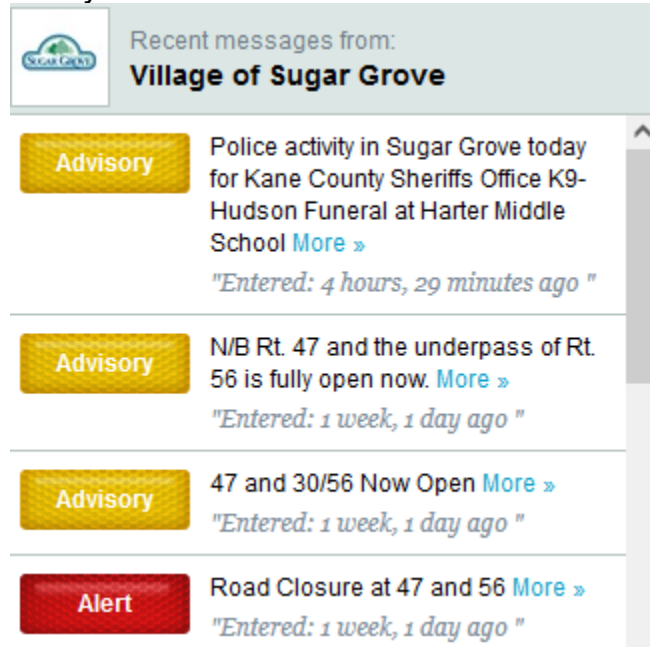 SUGAR GROVE
Recent messages from:
Village of Sugar Grove
Advisory
Police activity in Sugar Grove today
for Kane County Sheriffs Office K9-
Hudson Funeral at Harter Middle
School More »
"Entered: 4 hours, 29 minutes ago "
Advisory
N/B Rt. 47 and the underpass of Rt.
56 is fully open now. More »
"Entered: 1 week, 1 day ago "
Advisory
47 and 30/56 Now Open More »
"Entered: 1 week, 1 day ago "
Alert
Road Closure at 47 and 56 More »
"Entered: 1 week, 1 day ago "